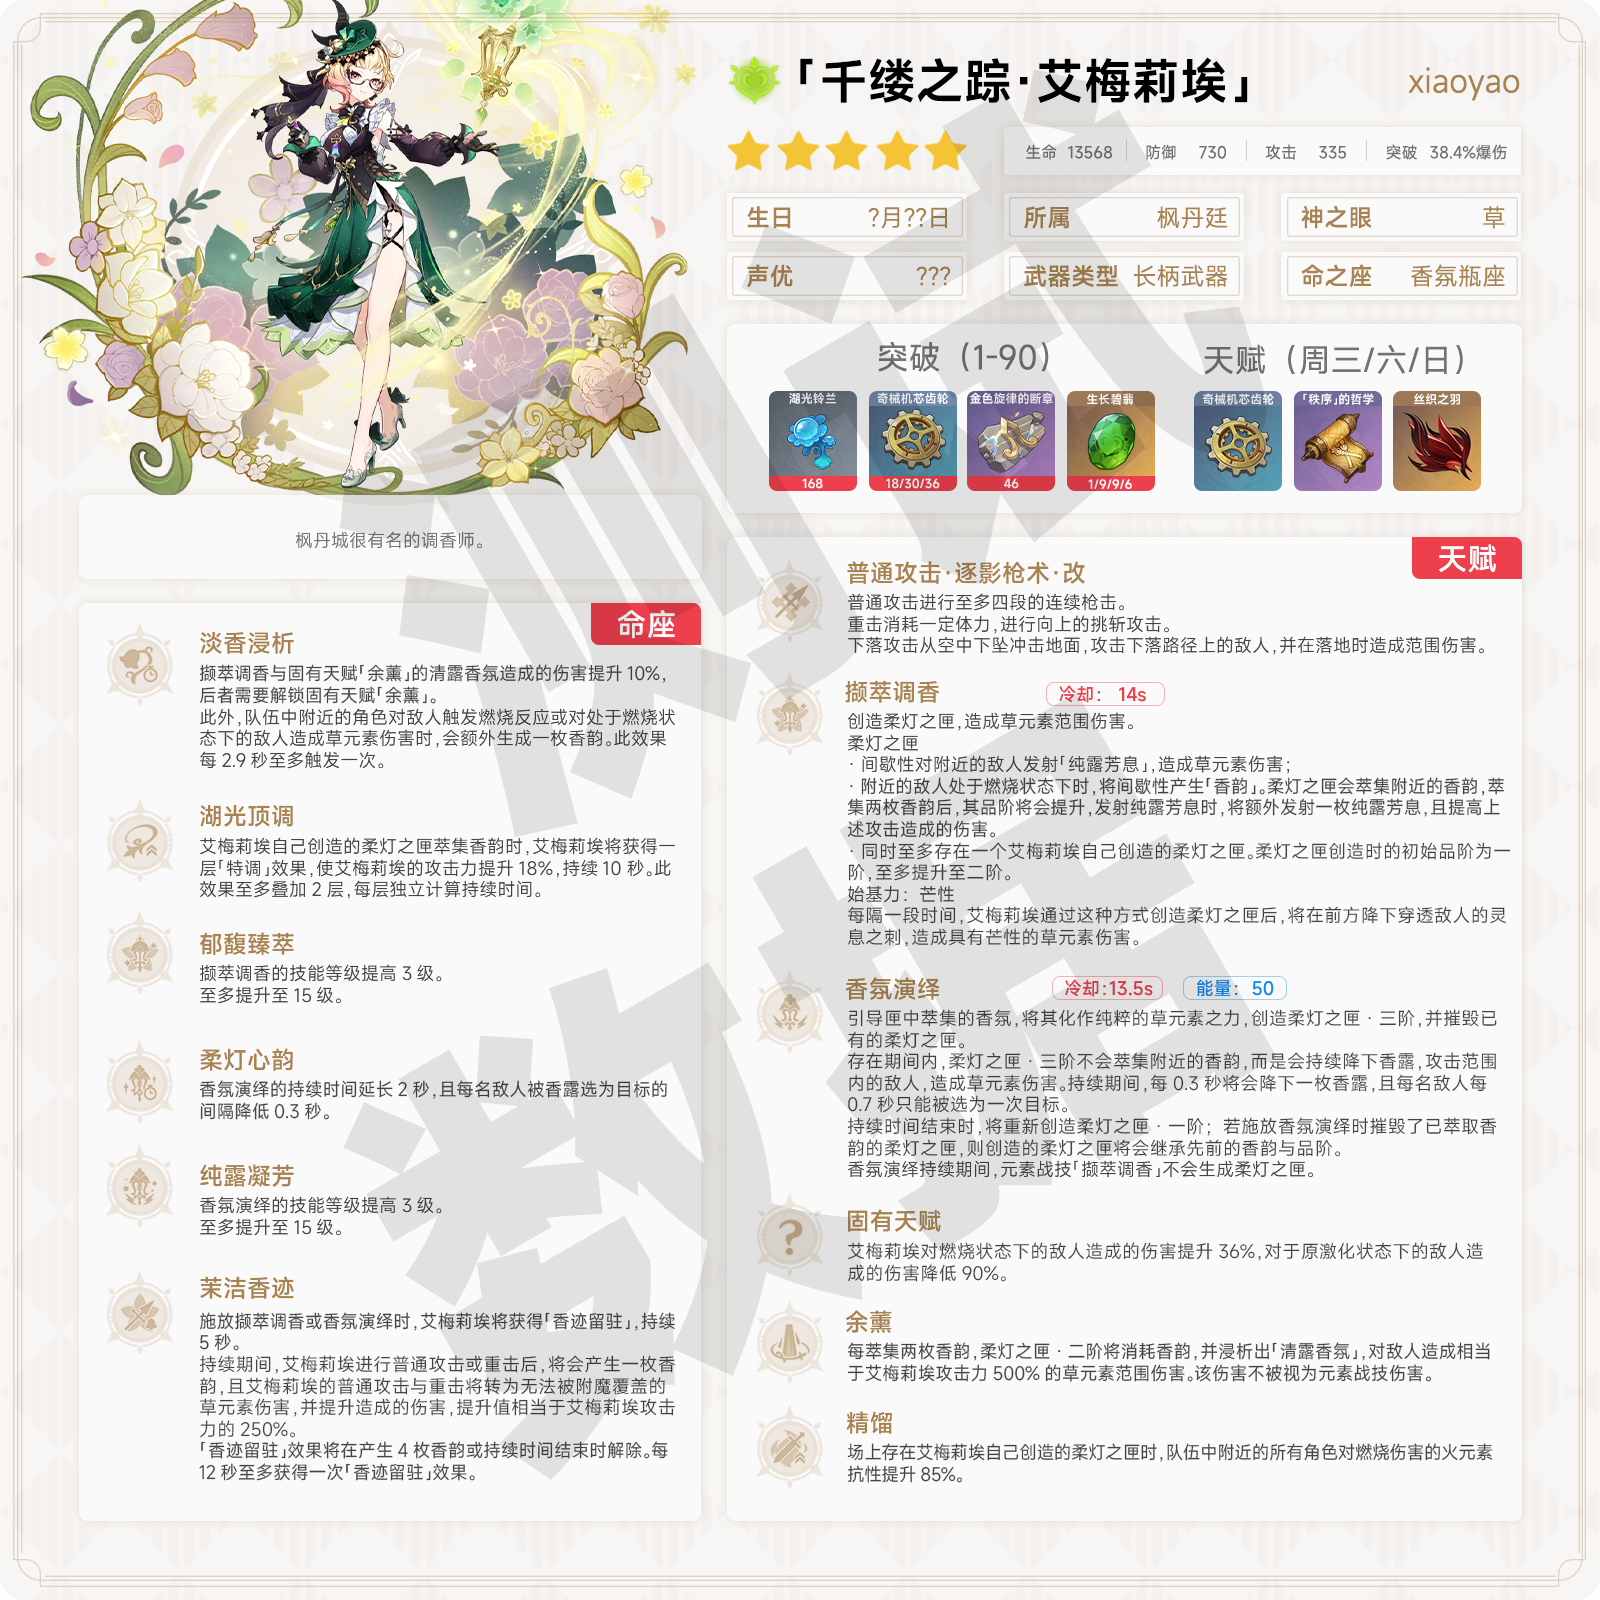 「千缕之踪·艾梅莉埃」
xiaoyao
生命 13568 防御 730 攻击 335 突破 38.4%爆伤
生日 ?月??日
所属 枫丹廷
神之眼 草
声优 ???
武器类型 长柄武器
命之座 香氛瓶座
突破（1-90）
天赋（周三/六/日）
湖光铃兰
奇械机芯齿轮
金色旋律的断章
生长碧翡
奇械机芯齿轮
「秩序」的哲学
丝织之羽
168
18/30/36
46
1/9/9/6
枫丹城很有名的调香师。
命座
淡香浸析
撷萃调香与固有天赋「余薰」的清露香氛造成的伤害提升 10%,
后者需要解锁固有天赋「余薰」。
此外,队伍中附近的角色对敌人触发燃烧反应或对处于燃烧状
态下的敌人造成草元素伤害时,会额外生成一枚香韵。此效果
每 2.9 秒至多触发一次。
湖光顶调
艾梅莉埃自己创造的柔灯之匣萃集香韵时,艾梅莉埃将获得一
层「特调」效果,使艾梅莉埃的攻击力提升 18%,持续 10 秒。此
效果至多叠加 2 层,每层独立计算持续时间。
郁馥臻萃
撷萃调香的技能等级提高 3 级。
至多提升至 15 级。
柔灯心韵
香氛演绎的持续时间延长 2 秒,且每名敌人被香露选为目标的
间隔降低 0.3 秒。
纯露凝芳
香氛演绎的技能等级提高 3 级。
至多提升至 15 级。
茉洁香迹
施放撷萃调香或香氛演绎时,艾梅莉埃将获得「香迹留驻」,持续
5 秒。
持续期间,艾梅莉埃进行普通攻击或重击后,将会产生一枚香
韵,且艾梅莉埃的普通攻击与重击将转为无法被附魔覆盖的
草元素伤害,并提升造成的伤害,提升值相当于艾梅莉埃攻击
力的 250%。
「香迹留驻」效果将在产生 4 枚香韵或持续时间结束时解除。每
12 秒至多获得一次「香迹留驻」效果。
天赋
普通攻击·逐影枪术·改
普通攻击进行至多四段的连续枪击。
重击消耗一定体力,进行向上的挑斩攻击。
下落攻击从空中下坠冲击地面,攻击下落路径上的敌人,并在落地时造成范围伤害。
撷萃调香 冷却： 14s
创造柔灯之匣,造成草元素范围伤害。
柔灯之匣
· 间歇性对附近的敌人发射「纯露芳息」,造成草元素伤害；
· 附近的敌人处于燃烧状态下时,将间歇性产生「香韵」。柔灯之匣会萃集附近的香韵,萃
集两枚香韵后,其品阶将会提升,发射纯露芳息时,将额外发射一枚纯露芳息,且提高上
述攻击造成的伤害。
· 同时至多存在一个艾梅莉埃自己创造的柔灯之匣。柔灯之匣创造时的初始品阶为一
阶,至多提升至二阶。
始基力：芒性
每隔一段时间,艾梅莉埃通过这种方式创造柔灯之匣后,将在前方降下穿透敌人的灵
息之刺,造成具有芒性的草元素伤害。
香氛演绎 冷却:13.5s 能量： 50
引导匣中萃集的香氛,将其化作纯粹的草元素之力,创造柔灯之匣 · 三阶,并摧毁已
有的柔灯之匣。
存在期间内,柔灯之匣 · 三阶不会萃集附近的香韵,而是会持续降下香露,攻击范围
内的敌人,造成草元素伤害。持续期间,每 0.3 秒将会降下一枚香露,且每名敌人每
0.7 秒只能被选为一次目标。
持续时间结束时,将重新创造柔灯之匣 · 一阶；若施放香氛演绎时摧毁了已萃取香
韵的柔灯之匣,则创造的柔灯之匣将会继承先前的香韵与品阶。
香氛演绎持续期间,元素战技「撷萃调香」不会生成柔灯之匣。
固有天赋
艾梅莉埃对燃烧状态下的敌人造成的伤害提升 36%,对于原激化状态下的敌人造
成的伤害降低 90%。
余薰
每萃集两枚香韵,柔灯之匣 · 二阶将消耗香韵,并浸析出「清露香氛」,对敌人造成相当
于艾梅莉埃攻击力 500% 的草元素范围伤害。该伤害不被视为元素战技伤害。
精馏
场上存在艾梅莉埃自己创造的柔灯之匣时,队伍中附近的所有角色对燃烧伤害的火元素
抗性提升 85%。
测试
数据